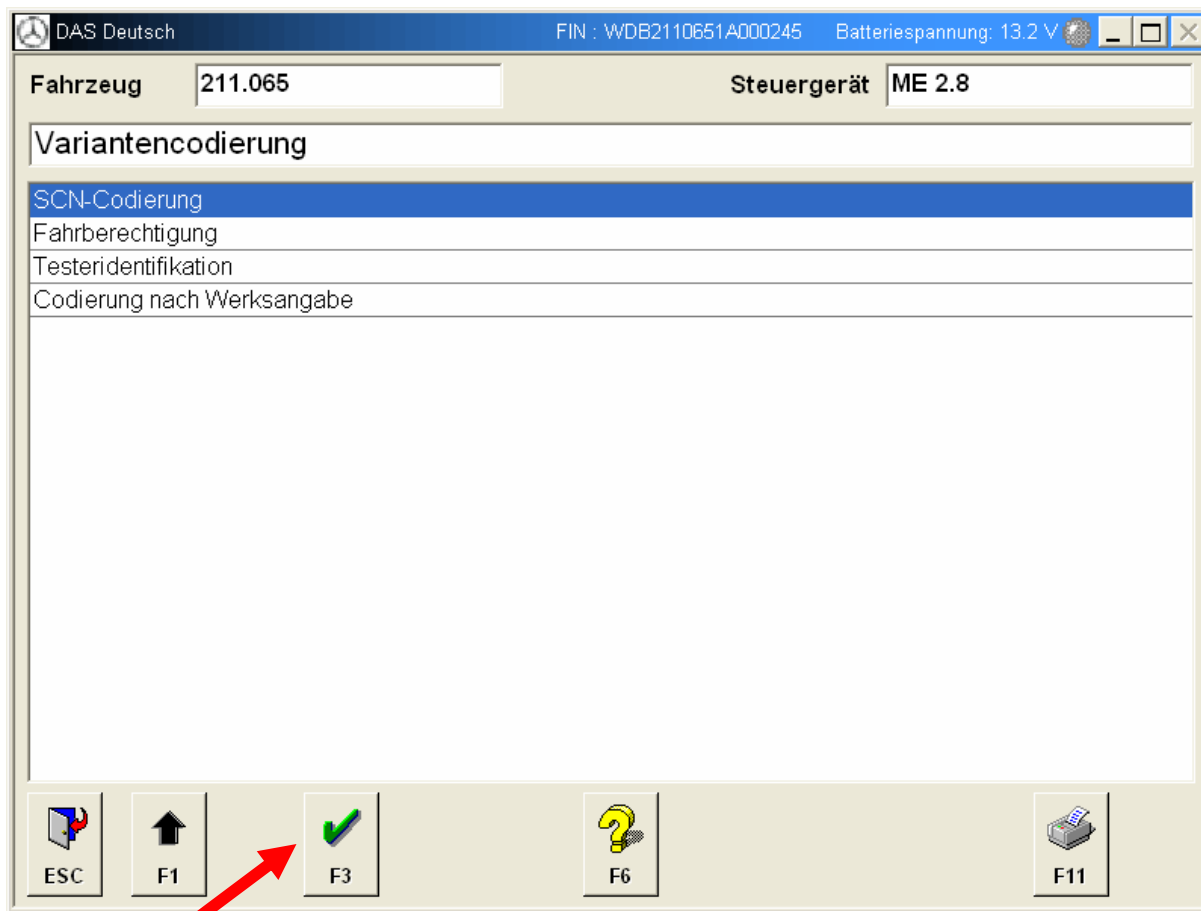 DAS Deutsch FIN : WDB2110651A000245 Batteriespannung: 13.2 V
Fahrzeug 211.065 Steuergerät ME 2.8
Variantencodierung
SCN-Codierung
Fahrberechtigung
Testeridentifikation
Codierung nach Werksangabe
ESC F1 F3 F6 F11